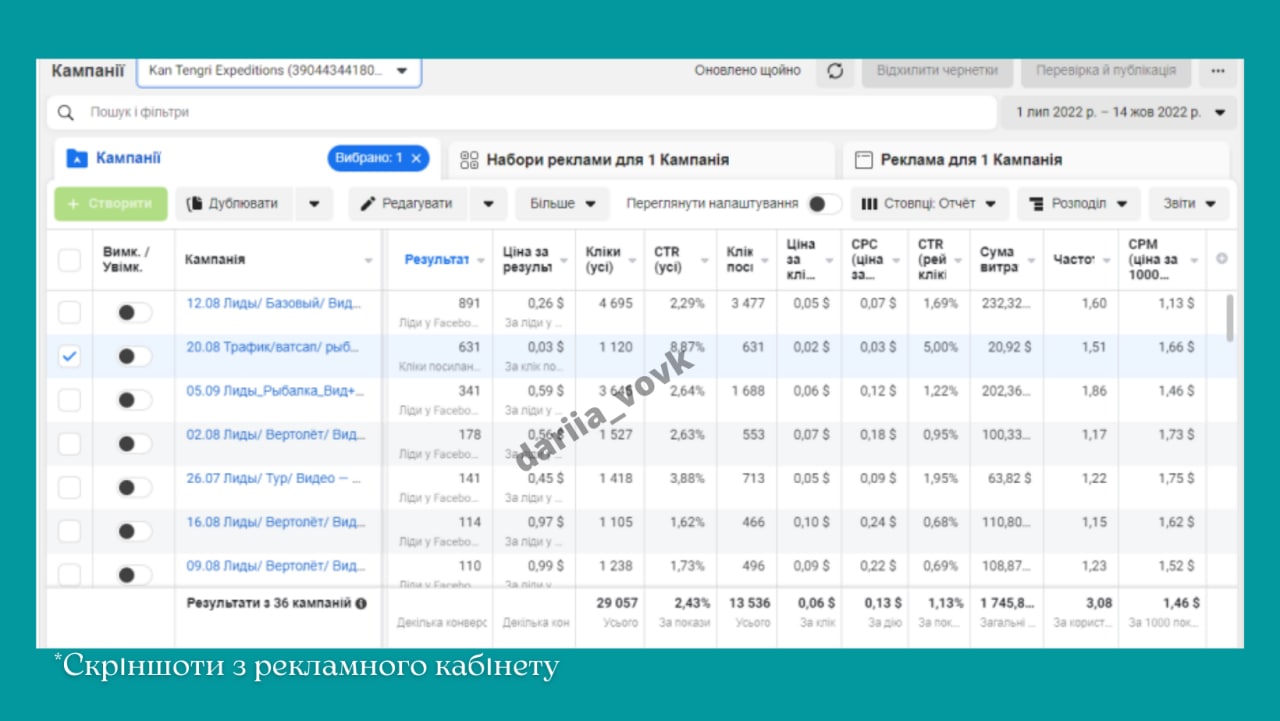 Кампанії Kan Tengri Expeditions (39044344180... Оновлено щойно Відхилити чернетки Перевірка й публікація ...
Пошук і фільтри 1 лип 2022 р. – 14 жов 2022 р.
Кампанії Вибрано: 1 × Набори реклами для 1 Кампанія Реклама для 1 Кампанія
+ Створити Дублювати Редагувати Більше Переглянути налаштування Стовпці: Отчёт Розподіл Звіти
Вимк. / Увімк. Кампанія Результат Ціна за результ Кліки (усі) CTR (усі) Клік посі Ціна заклі... CPC (ціна за... CTR (рей клікі Сума витра Часто CPM (ціна за 1000...
12.08 Лиды/ Базовый/ Вид... 891 0,26 $ 4 695 2,29% 3 477 0,05 $ 0,07 $ 1,69% 232,32... 1,60 1,13 $
Ліди у Facebo... За ліди у ...
20.08 Трафик/ватсап/ рыб... 631 0,03 $ 1 120 8,87% 631 0,02 $ 0,03 $ 5,00% 20,92 $ 1,51 1,66 $
Кліки посилан... За клік по...
05.09 Лиды_Рыбалка_Вид+... 341 0,59 $ 3 646 2,64% 1 688 0,06 $ 0,12 $ 1,22% 202,36... 1,86 1,46 $
Ліди у Facebo... За ліди у ...
02.08 Лиды/ Вертолёт/ Вид... 178 0,56 $ 1 527 2,63% 553 0,07 $ 0,18 $ 0,95% 100,33... 1,17 1,73 $
Ліди у Facebo... За ліди у ...
26.07 Лиды/ Тур/ Видео — ... 141 0,45 $ 1 418 3,88% 713 0,05 $ 0,09 $ 1,95% 63,82 $ 1,22 1,75 $
Ліди у Facebo... За ліди у ...
16.08 Лиды/ Вертолёт/ Вид... 114 0,97 $ 1 105 1,62% 466 0,10 $ 0,24 $ 0,68% 110,80... 1,15 1,62 $
Ліди у Facebo... За ліди у ...
09.08 Лиды/ Вертолёт/ Вид... 110 0,99 $ 1 238 1,73% 496 0,09 $ 0,22 $ 0,69% 108,87... 1,23 1,52 $
Ліди у Facebo... За ліди у ...
Результати з 36 кампаній 29 057 2,43% 13 536 0,06 $ 0,13 $ 1,13% 1 745,8... 3,08 1,46 $
Декілька конверс Декілька кон Усього За покази Усього За клік За дію За пок... Загальні ... За корист... За 1000 пок...
dariia_vovk
*Скріншоти з рекламного кабінету